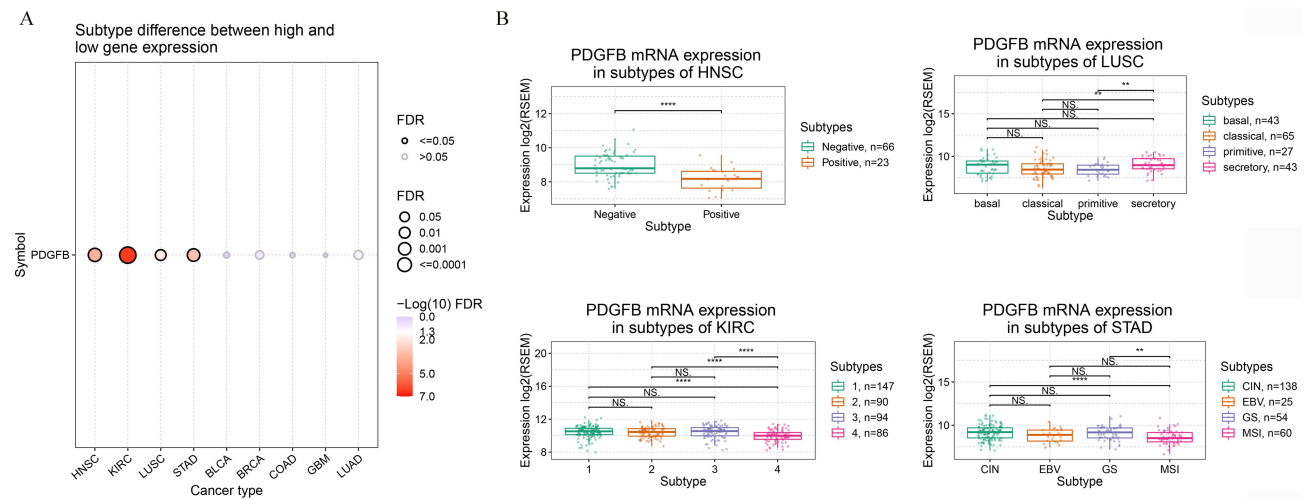 A
Subtype difference between high and
low gene expression
Symbol
PDGFB
HNSC
KIRC
LUSC
STAD
BLCA
BRCA
COAD
GBM
LUAD
Cancer type
FDR
<=0.05
>0.05
FDR
0.05
0.01
0.001
<=0.0001
−Log(10) FDR
0.0
1.3
2.0
5.0
7.0
B
PDGFB mRNA expression
in subtypes of HNSC
Expression log2(RSEM)
12
10
8
****
Negative
Positive
Subtype
Subtypes
Negative, n=66
Positive, n=23
PDGFB mRNA expression
in subtypes of LUSC
Expression log2(RSEM)
15
10
**
**
NS.
NS.
NS.
NS.
basal
classical
primitive
secretory
Subtype
Subtypes
basal, n=43
classical, n=65
primitive, n=27
secretory, n=43
PDGFB mRNA expression
in subtypes of KIRC
Expression log2(RSEM)
20
16
12
8
****
****
NS.
****
NS.
NS.
1
2
3
4
Subtype
Subtypes
1, n=147
2, n=90
3, n=94
4, n=86
PDGFB mRNA expression
in subtypes of STAD
Expression log2(RSEM)
15
10
**
NS.
NS.
****
NS.
NS.
CIN
EBV
GS
MSI
Subtype
Subtypes
CIN, n=138
EBV, n=25
GS, n=54
MSI, n=60